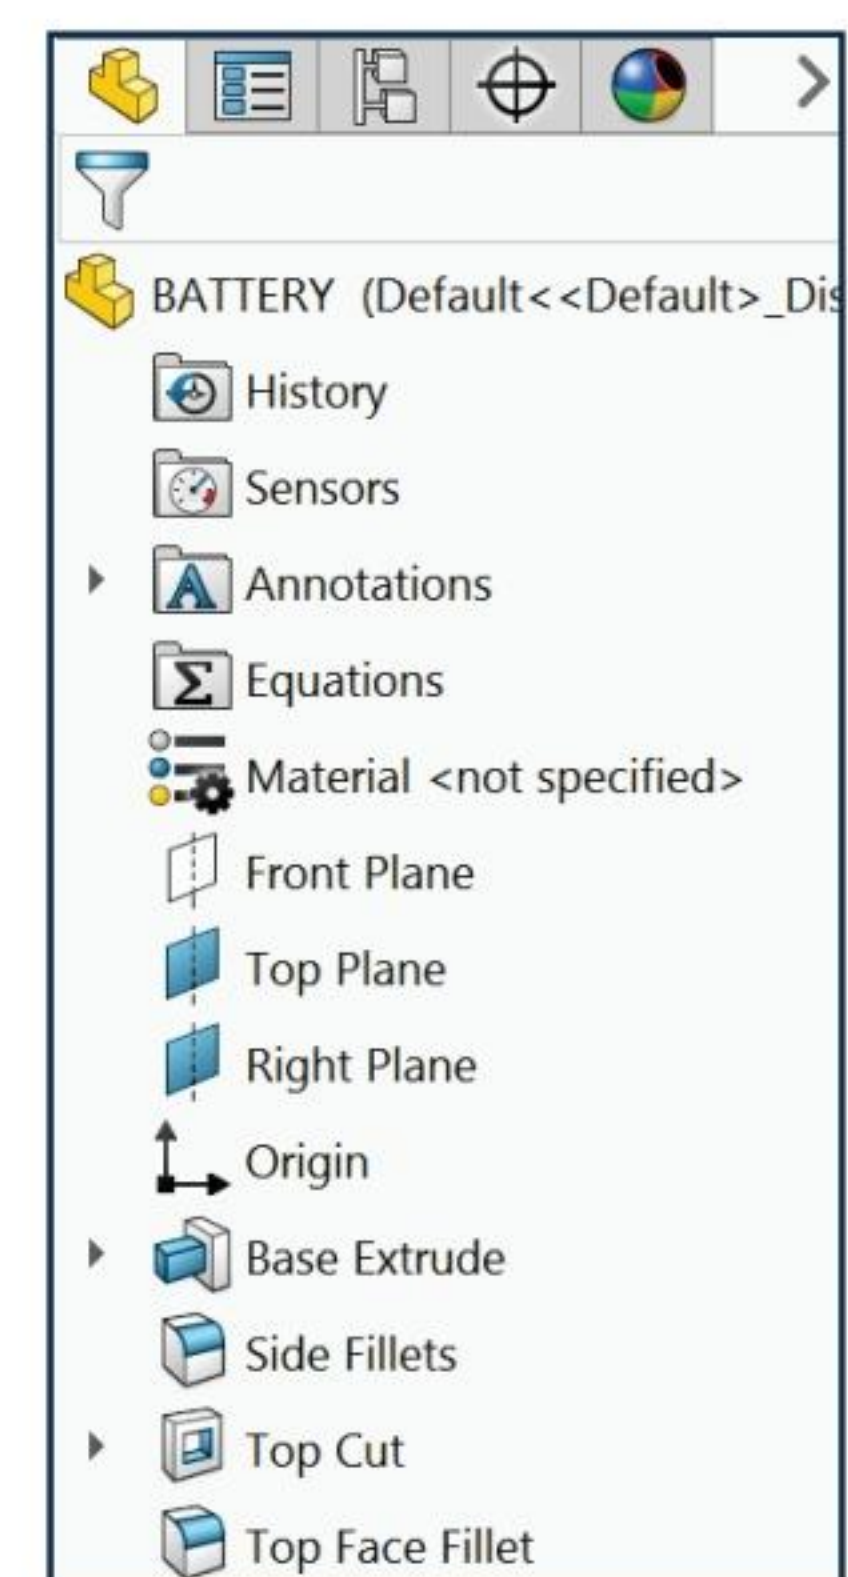 BATTERY (Default<<Default>_Dis
History
Sensors
Annotations
Equations
Material <not specified>
Front Plane
Top Plane
Right Plane
Origin
Base Extrude
Side Fillets
Top Cut
Top Face Fillet